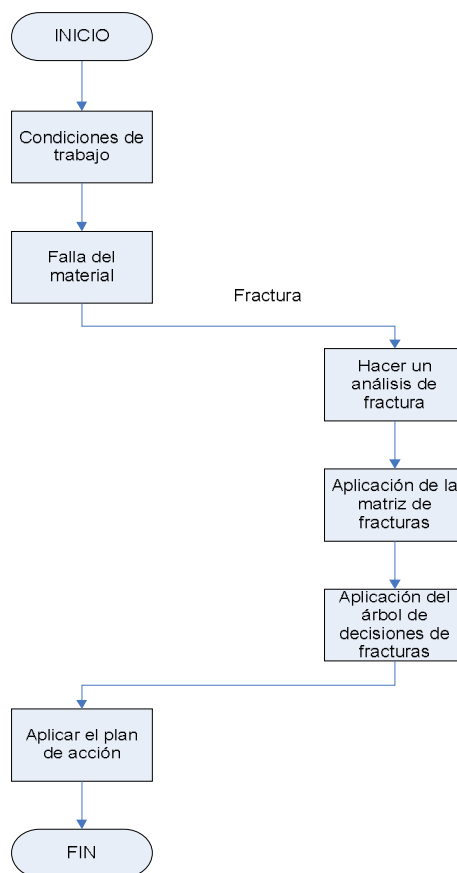 INICIO
Condiciones de
trabajo
Falla del
material
Fractura
Hacer un
análisis de
fractura
Aplicación de la
matriz de
fracturas
Aplicación del
árbol de
decisiones de
fracturas
Aplicar el plan
de acción
FIN